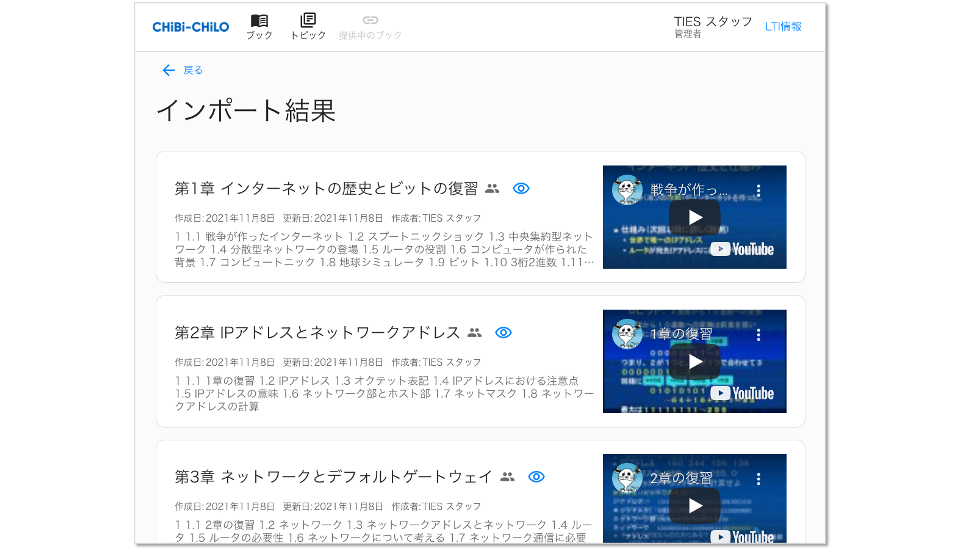 CHiBi-CHiLO
ブック
トピック
提供中のブック
TIES スタッフ
管理者
LTI情報
戻る
インポート結果
第1章 インターネットの歴史とビットの復習
作成日:2021年11月8日 更新日:2021年11月8日 作成者:TIES スタッフ
1 1.1 戦争が作ったインターネット 1.2 スプートニックショック 1.3 中央集約型ネット
ワーク 1.4 分散型ネットワークの登場 1.5 ルータの役割 1.6 コンピュータが作られた
背景 1.7 コンピュートニック 1.8 地球シミュレータ 1.9 ビット 1.10 3桁2進数 1.11…
戦争が作っ…
世界で唯一のIPアドレス
YouTube
第2章 IPアドレスとネットワークアドレス
作成日:2021年11月8日 更新日:2021年11月8日 作成者:TIES スタッフ
1 1.1 1章の復習 1.2 IPアドレス 1.3 オクテット表記 1.4 IPアドレスにおける注意点
1.5 IPアドレスの意味 1.6 ネットワーク部とホスト部 1.7 ネットマスク 1.8 ネットワー
クアドレスの計算
1章の復習
YouTube
第3章 ネットワークとデフォルトゲートウェイ
作成日:2021年11月8日 更新日:2021年11月8日 作成者:TIES スタッフ
1 1.1 2章の復習 1.2 ネットワーク 1.3 ネットワークアドレスとネットワーク 1.4 ルー
タ 1.5 ルータの必要性 1.6 ネットワークについて考える 1.7 ネットワーク通信に必要
2章の復習
YouTube